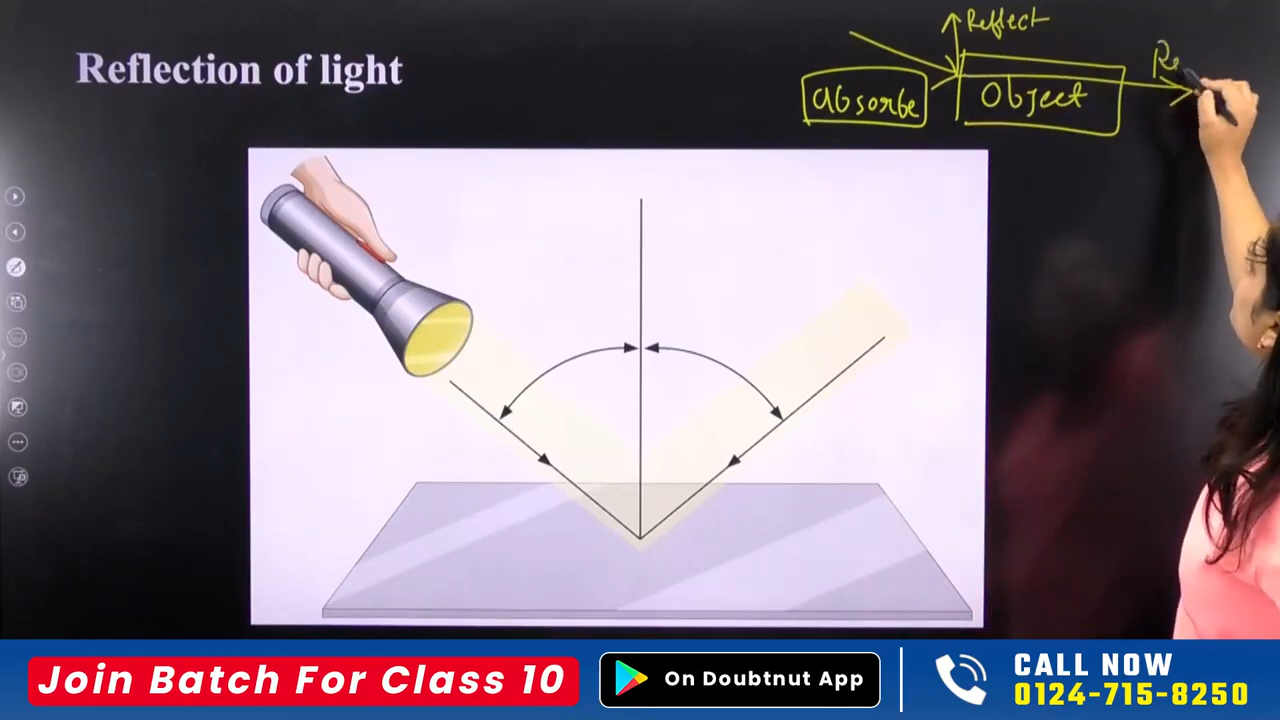 Reflection of light
Reflect
absorbe
Object
Re
Join Batch For Class 10
On Doubtnut App
CALL NOW
0124-715-8250